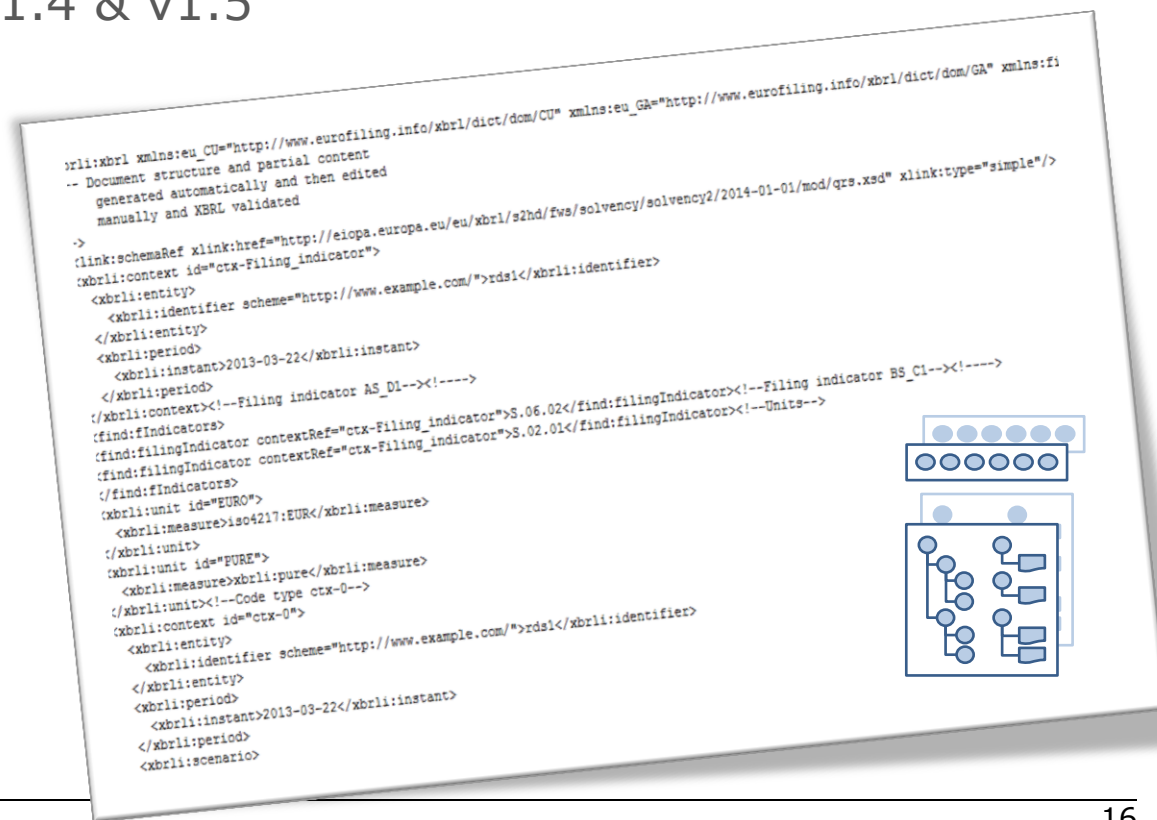 1.4 & v1.5
orli:xbrl xmlns:eu_CU="http://www.eurofiling.info/xbrl/dict/dom/CU" xmlns:eu_GA="http://www.eurofiling.info/xbrl/dict/dom/GA" xmlns:fi
-- Document structure and partial content
generated automatically and then edited
manually and XBRL validated
->
link:schemaRef xlink:href="http://eiopa.europa.eu/eu/xbrl/s2hd/fws/solvency/solvency2/2014-01-01/mod/qrs.xsd" xlink:type="simple"/>
<xbrli:context id="ctx-Filing_indicator">
<xbrli:entity>
<xbrli:identifier scheme="http://www.example.com/">rds1</xbrli:identifier>
</xbrli:entity>
<xbrli:period>
<xbrli:instant>2013-03-22</xbrli:instant>
</xbrli:period>
</xbrli:context><!--Filing indicator AS_D1--><!---->
<find:fIndicators>
<find:filingIndicator contextRef="ctx-Filing_indicator">S.06.02</find:filingIndicator><!--Filing indicator BS_C1--><!---->
<find:filingIndicator contextRef="ctx-Filing_indicator">S.02.01</find:filingIndicator><!--Units-->
</find:fIndicators>
<xbrli:unit id="EURO">
<xbrli:measure>iso4217:EUR</xbrli:measure>
</xbrli:unit>
<xbrli:unit id="PURE">
<xbrli:measure>xbrli:pure</xbrli:measure>
</xbrli:unit><!--Code type ctx-0-->
<xbrli:context id="ctx-0">
<xbrli:entity>
<xbrli:identifier scheme="http://www.example.com/">rds1</xbrli:identifier>
</xbrli:entity>
<xbrli:period>
<xbrli:instant>2013-03-22</xbrli:instant>
</xbrli:period>
<xbrli:scenario>
16